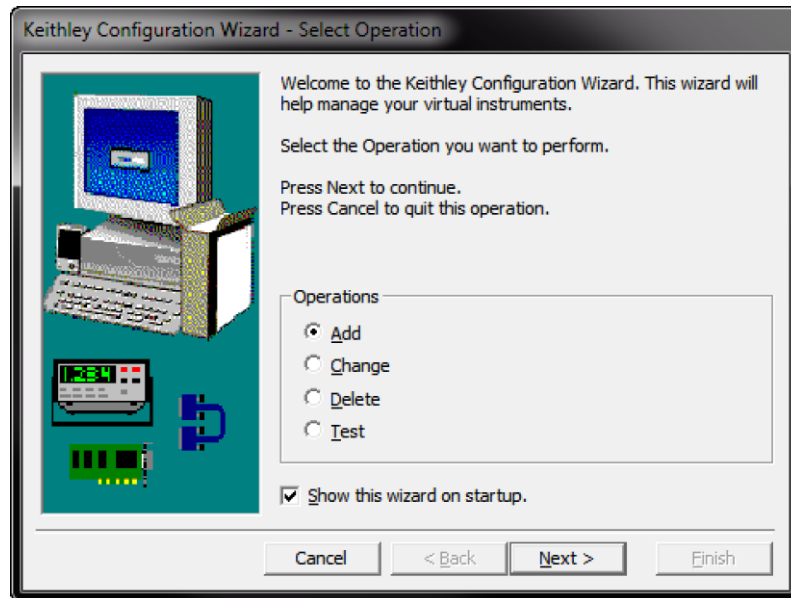 Keithley Configuration Wizard - Select Operation
Welcome to the Keithley Configuration Wizard. This wizard will
help manage your virtual instruments.
Select the Operation you want to perform.
Press Next to continue.
Press Cancel to quit this operation.
Operations
Add
Change
Delete
Test
1.234
Show this wizard on startup.
Cancel
< Back
Next >
Finish